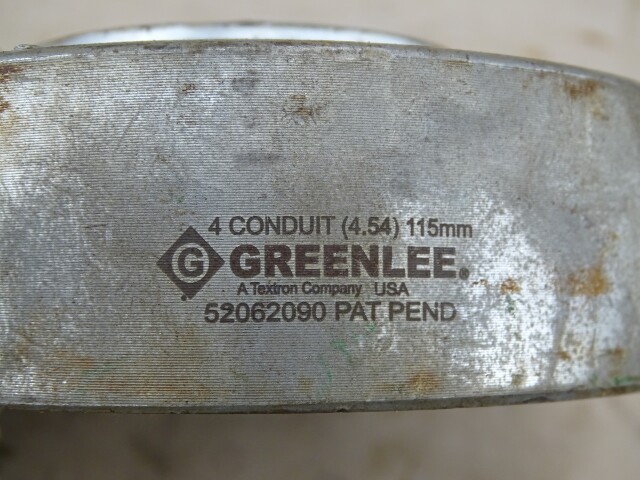 4 CONDUIT (4.54) 115mm
G GREENLEE®
A Textron Company USA
52062090 PAT PEND